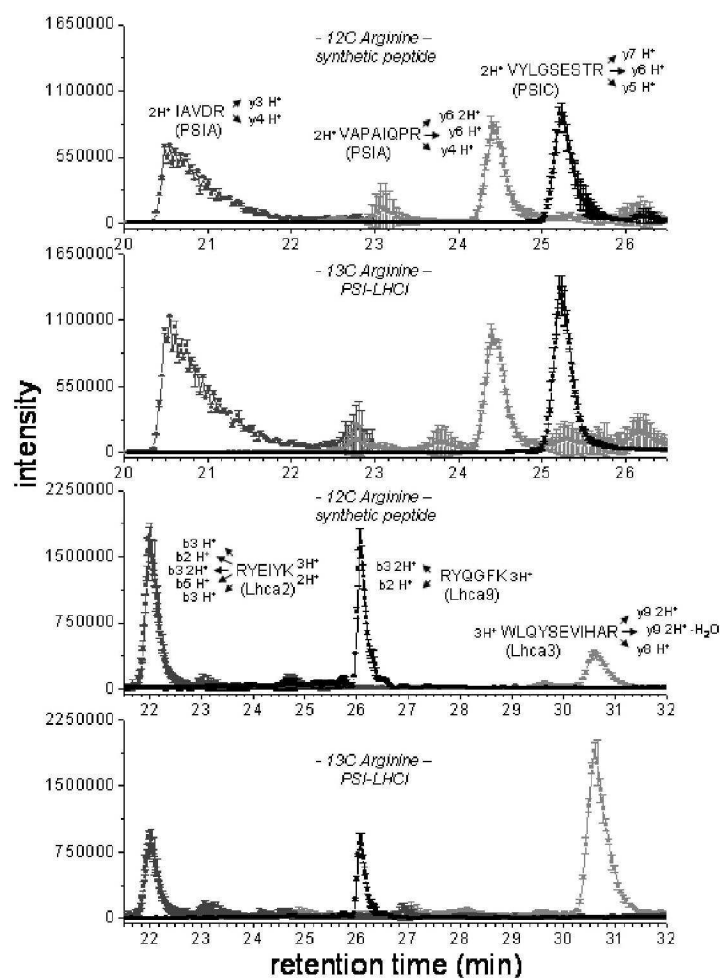 1650000
1100000
550000
0
- 12C Arginine –
synthetic peptide
2H⁺ IAVDR
(PSIA)
y3 H⁺
y4 H⁺
2H⁺ VAPAIQPR
(PSIA)
y6 2H⁺
y6 H⁺
y4 H⁺
2H⁺ VYLGSESTR
(PSIC)
y7 H⁺
y6 H⁺
y5 H⁺
20 21 22 23 24 25 26
1650000
1100000
550000
0
- 13C Arginine –
PSI-LHCI
20 21 22 23 24 25 26
intensity
2250000
1500000
750000
0
- 12C Arginine –
synthetic peptide
b3 H⁺
b2 H⁺
b3 2H⁺
b5 H⁺
b3 H⁺
RYEIYK 3H⁺
2H⁺
(Lhca2)
b3 2H⁺
b2 H⁺
RYQGFK 3H⁺
(Lhca9)
3H⁺ WLQYSEVIHAR
(Lhca3)
y9 2H⁺
y9 2H⁺ -H₂O
y8 H⁺
22 23 24 25 26 27 28 29 30 31 32
2250000
1500000
750000
0
- 13C Arginine –
PSI-LHCI
22 23 24 25 26 27 28 29 30 31 32
retention time (min)